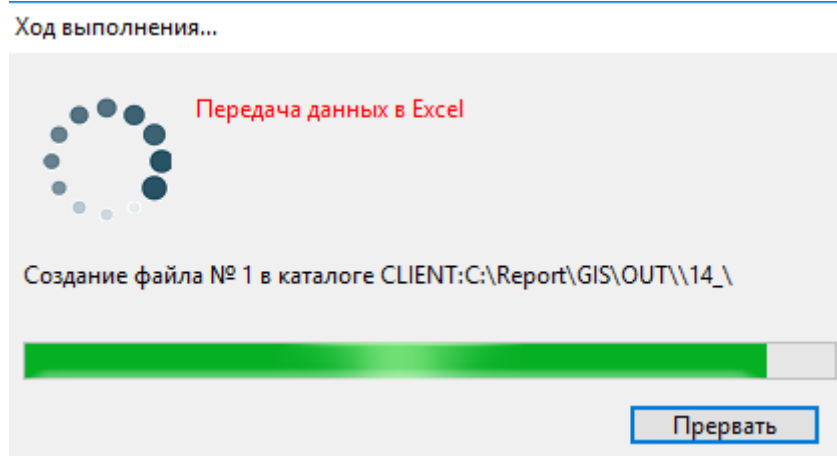 Ход выполнения...
Передача данных в Excel
Создание файла № 1 в каталоге CLIENT:C:\Report\GIS\OUT\\14_\
Прервать